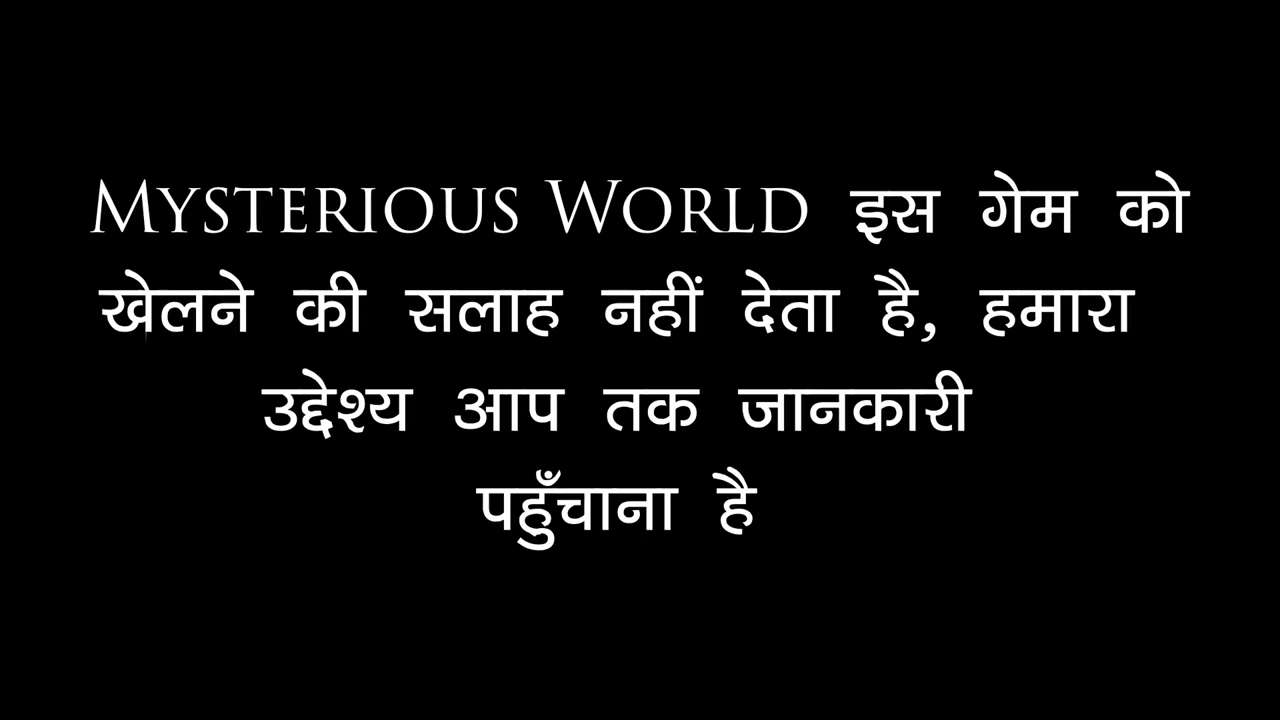 Mysterious World इस गेम को
खेलने की सलाह नहीं देता है, हमारा
उद्देश्य आप तक जानकारी
पहुँचाना है